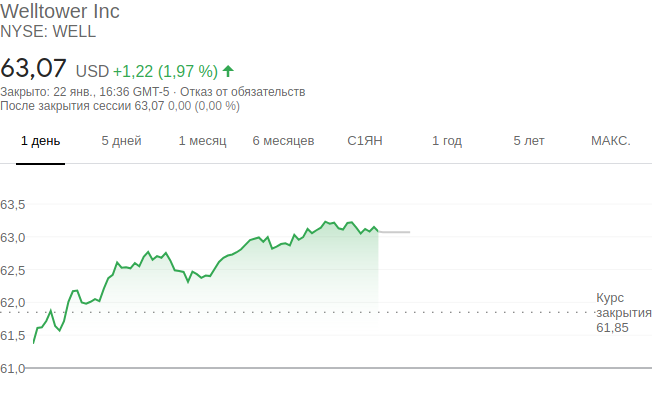 Welltower Inc
NYSE: WELL
63,07 USD +1,22 (1,97 %)
Закрыто: 22 янв., 16:36 GMT-5 · Отказ от обязательств
После закрытия сессии 63,07 0,00 (0,00 %)
1 день 5 дней 1 месяц 6 месяцев С1ЯН 1 год 5 лет МАКС.
63,5
63,0
62,5
62,0
Курс
закрытия
61,85
61,5
61,0